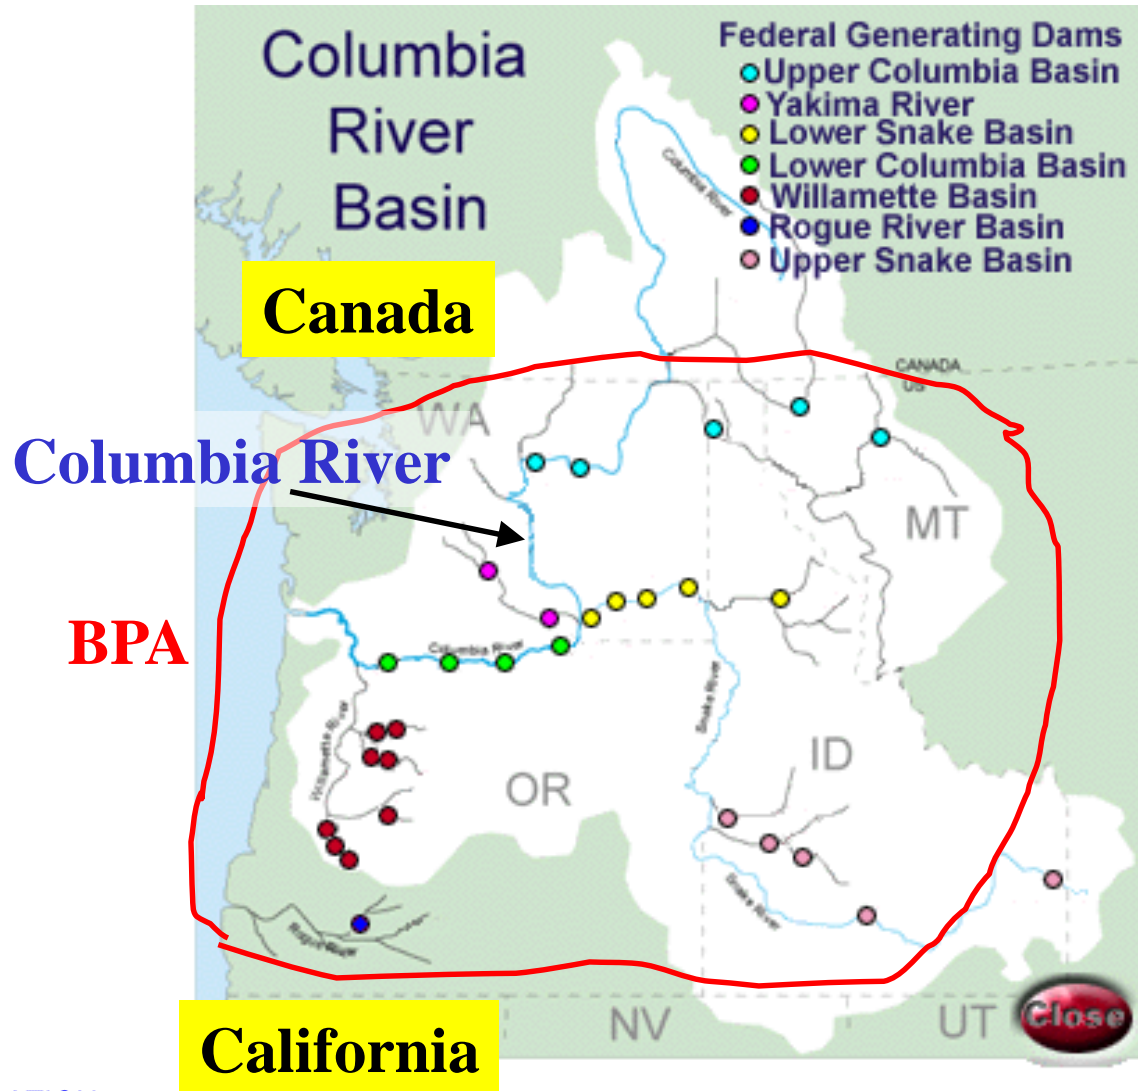 Columbia
River
Basin
Federal Generating Dams
Upper Columbia Basin
Yakima River
Lower Snake Basin
Lower Columbia Basin
Willamette Basin
Rogue River Basin
Upper Snake Basin
Columbia River
Canada
CANADA
US
WA
Columbia River
MT
BPA
Columbia River
Snake River
Willamette River
ID
OR
Snake River
Rogue River
NV
UT
Close
California